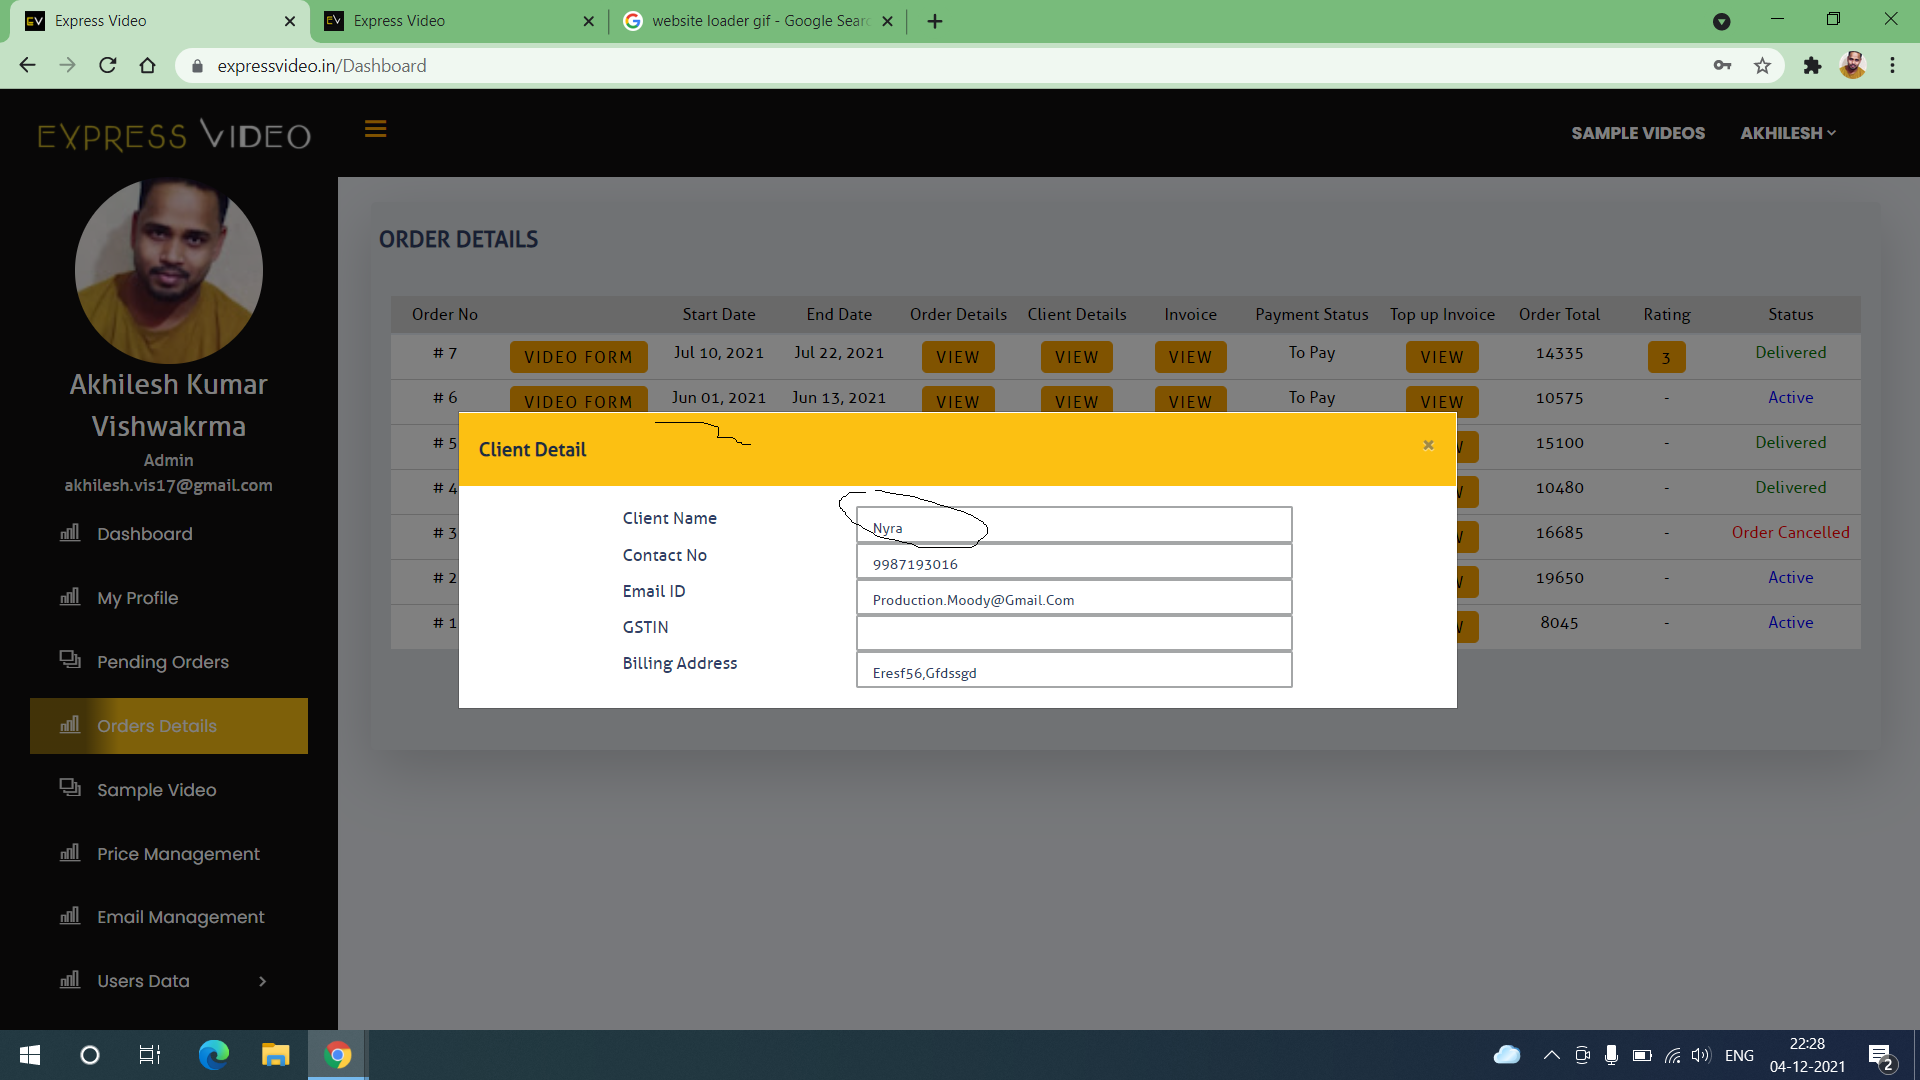 Express Video
Express Video
website loader gif - Google Searc
expressvideo.in/Dashboard
EXPRESS VIDEO
SAMPLE VIDEOS
AKHILESH
Akhilesh Kumar
Vishwakrma
Admin
akhilesh.vis17@gmail.com
Dashboard
My Profile
Pending Orders
Orders Details
Sample Video
Price Management
Email Management
Users Data
ORDER DETAILS
Order No Start Date End Date Order Details Client Details Invoice Payment Status Top up Invoice Order Total Rating Status
# 7 VIDEO FORM Jul 10, 2021 Jul 22, 2021 VIEW VIEW VIEW To Pay VIEW 14335 3 Delivered
# 6 VIDEO FORM Jun 01, 2021 Jun 13, 2021 VIEW VIEW VIEW To Pay VIEW 10575 - Active
# 5 15100 - Delivered
# 4 10480 - Delivered
# 3 16685 - Order Cancelled
# 2 19650 - Active
# 1 8045 - Active
Client Detail
Client Name Nyra
Contact No 9987193016
Email ID Production.Moody@Gmail.Com
GSTIN
Billing Address Eresf56,Gfdssgd
ENG
22:28
04-12-2021
2